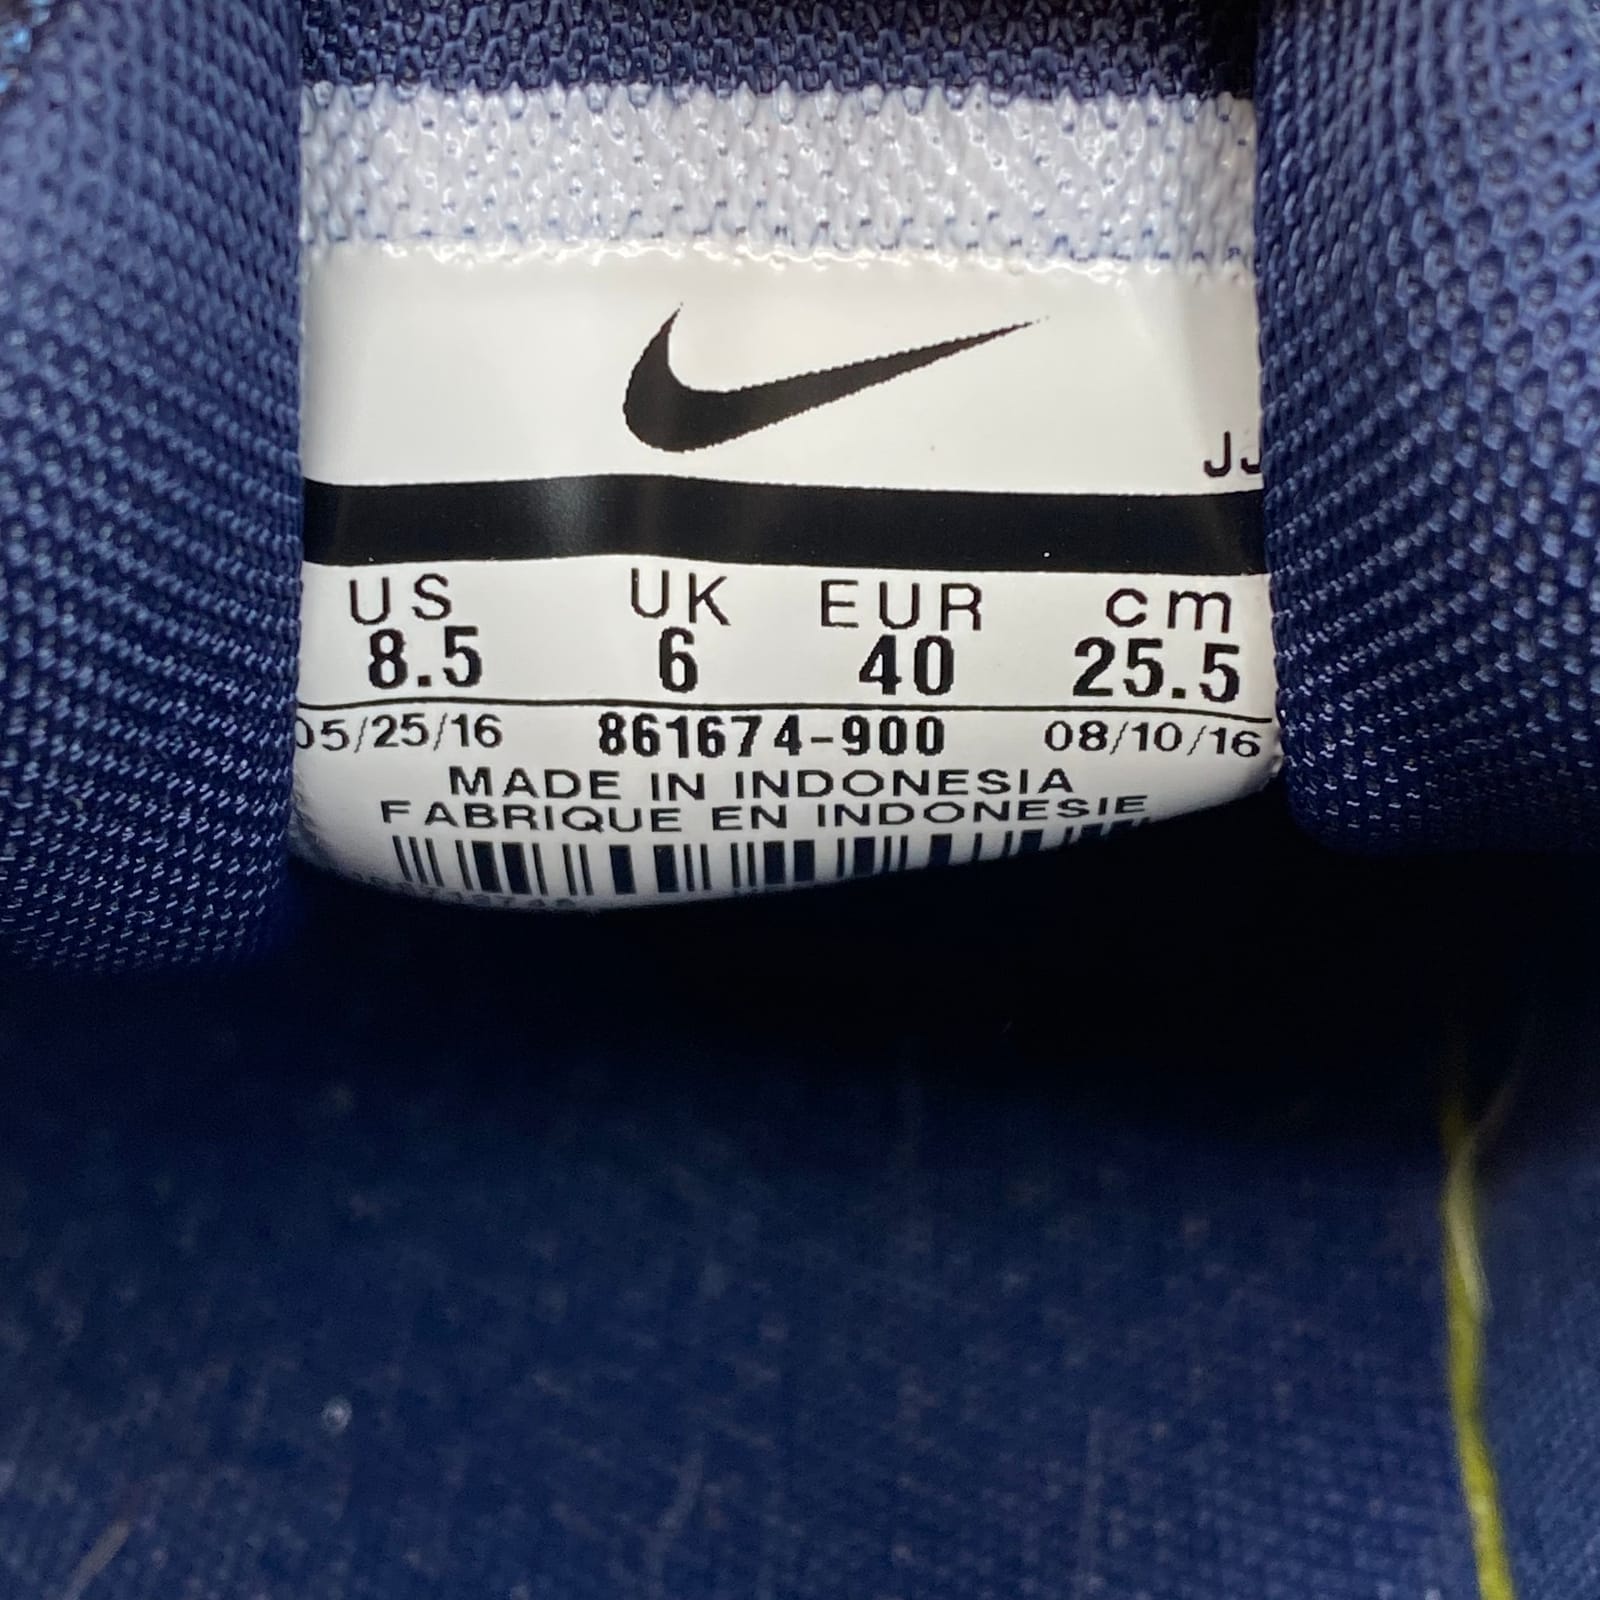 JJ
US UK EUR cm
8.5 6 40 25.5
05/25/16 861674-900 08/10/16
MADE IN INDONESIA
FABRIQUE EN INDONESIE